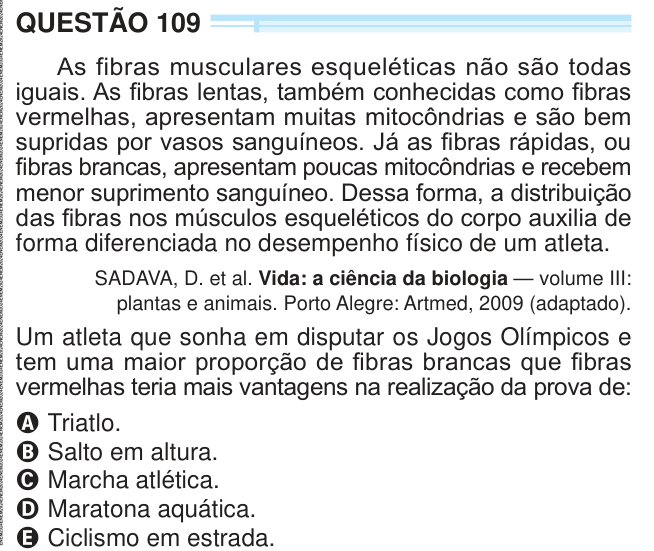 QUESTÃO 109
As fibras musculares esqueléticas não são todas
iguais. As fibras lentas, também conhecidas como fibras
vermelhas, apresentam muitas mitocôndrias e são bem
supridas por vasos sanguíneos. Já as fibras rápidas, ou
fibras brancas, apresentam poucas mitocôndrias e recebem
menor suprimento sanguíneo. Dessa forma, a distribuição
das fibras nos músculos esqueléticos do corpo auxilia de
forma diferenciada no desempenho físico de um atleta.
SADAVA, D. et al. Vida: a ciência da biologia — volume III:
plantas e animais. Porto Alegre: Artmed, 2009 (adaptado).
Um atleta que sonha em disputar os Jogos Olímpicos e
tem uma maior proporção de fibras brancas que fibras
vermelhas teria mais vantagens na realização da prova de:
A Triatlo.
B Salto em altura.
C Marcha atlética.
D Maratona aquática.
E Ciclismo em estrada.